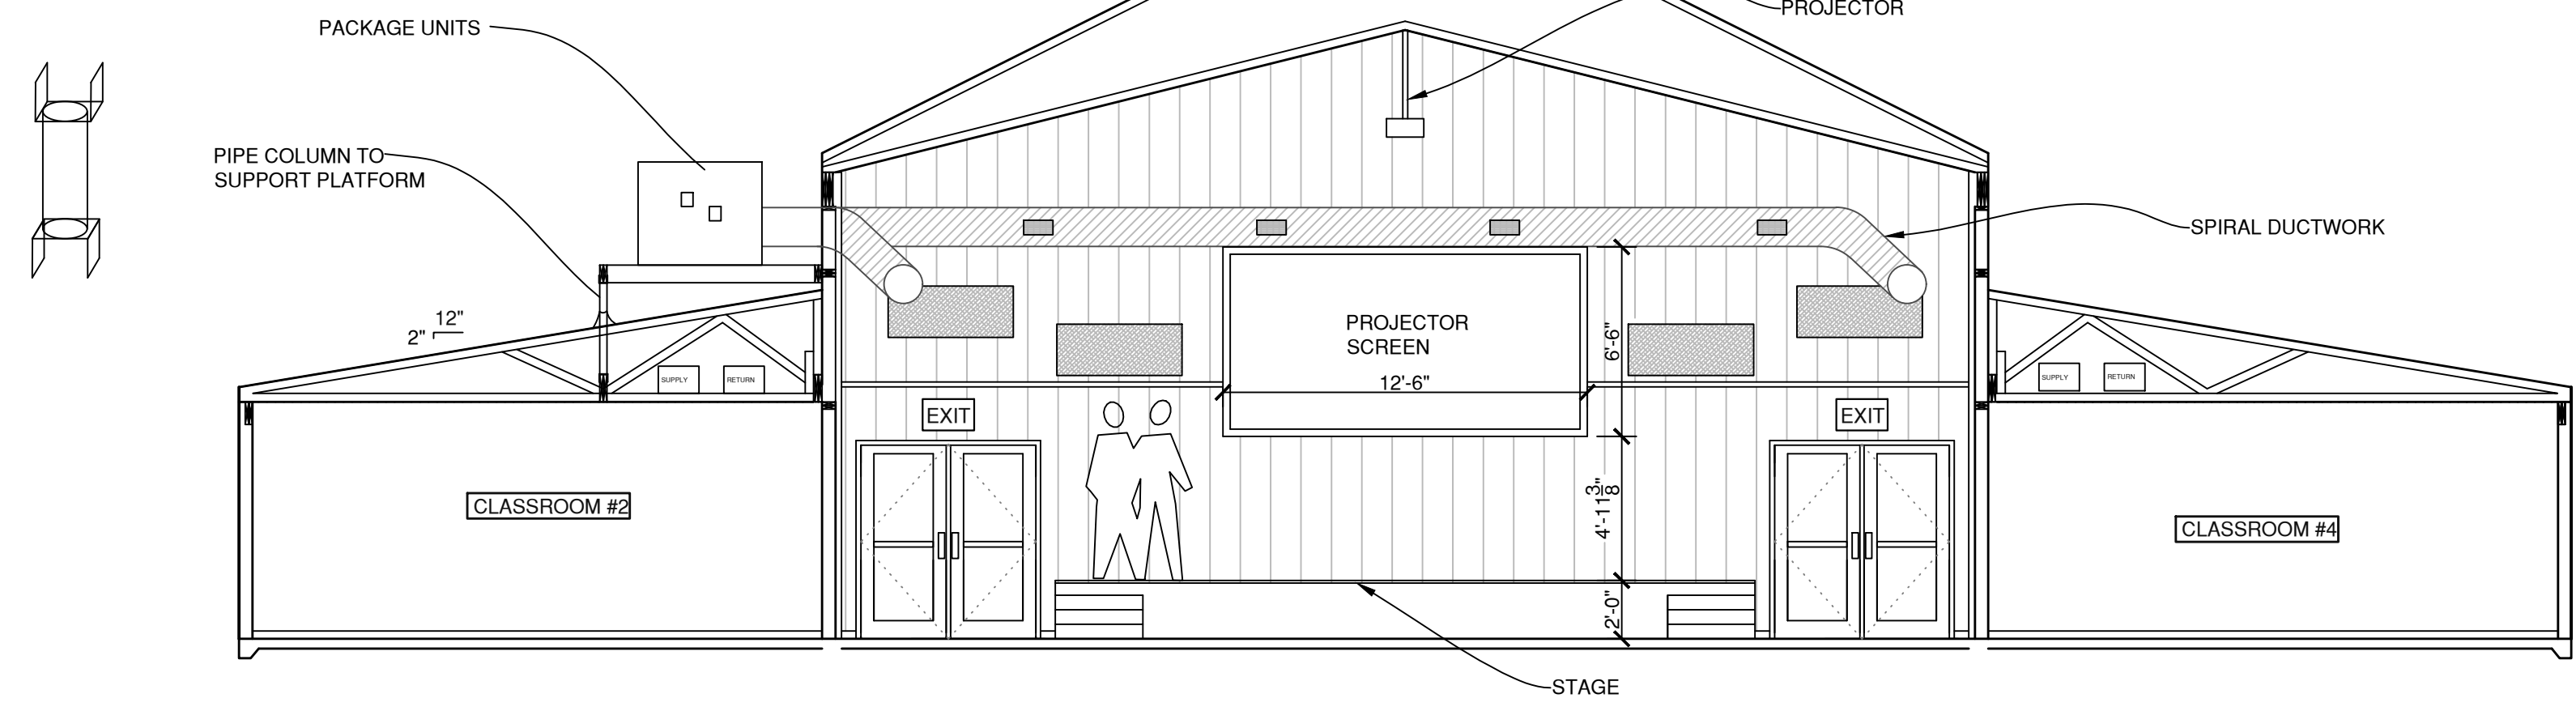 PROJECTOR
PACKAGE UNITS
PIPE COLUMN TO
SUPPORT PLATFORM
SPIRAL DUCTWORK
12"
2"
PROJECTOR
SCREEN
6'-6"
12'-6"
SUPPLY
RETURN
SUPPLY
RETURN
EXIT
EXIT
CLASSROOM #2
4'-11 3/8"
CLASSROOM #4
2'-0"
STAGE